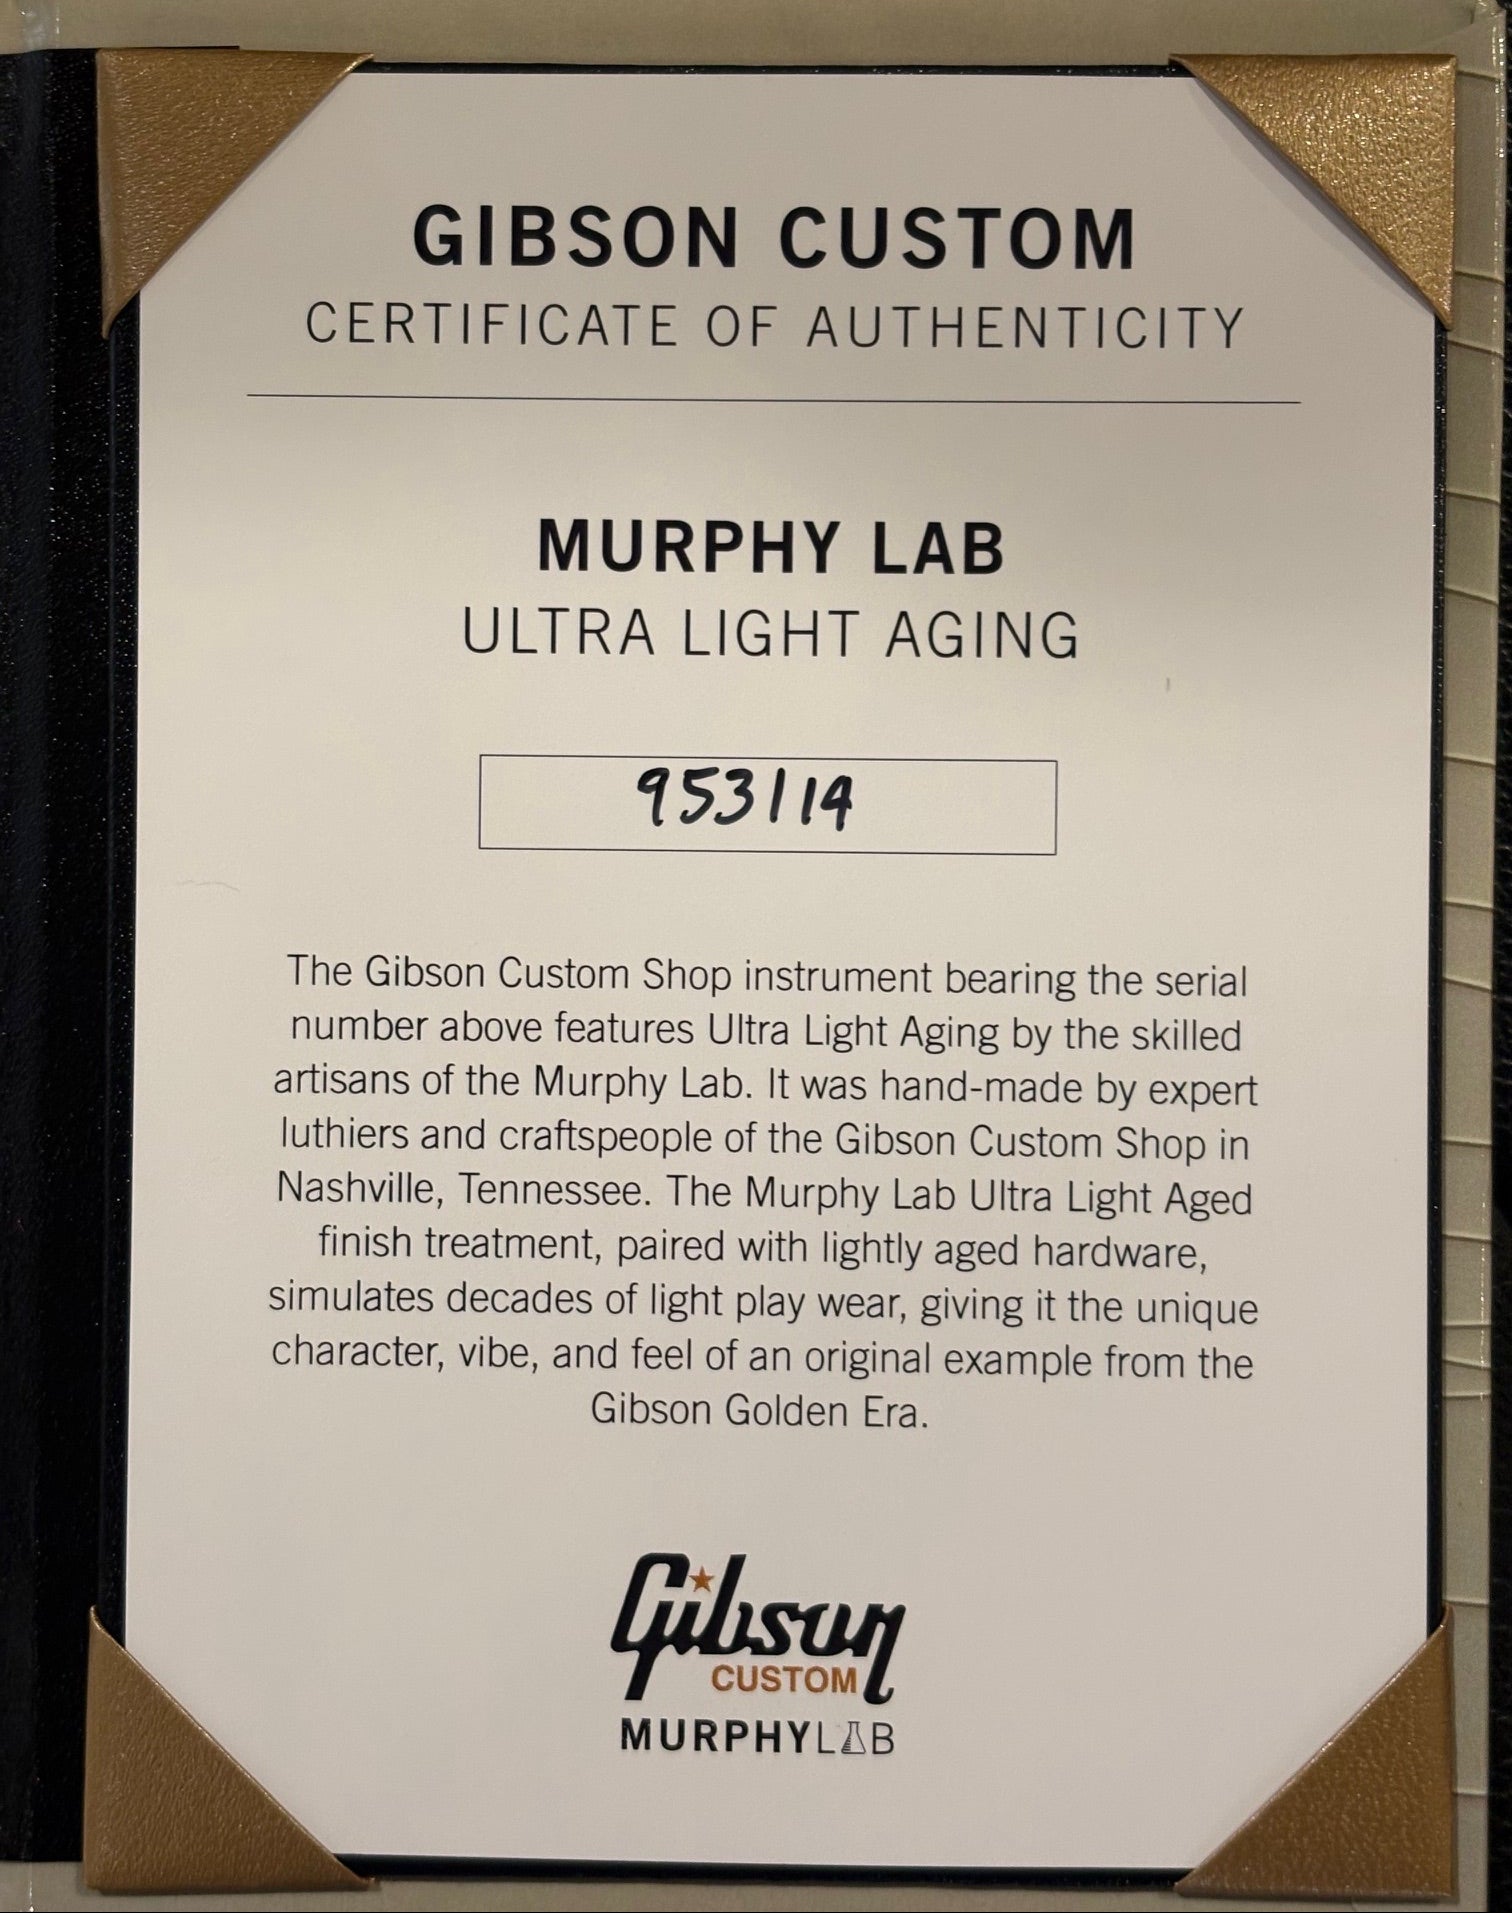 GIBSON CUSTOM
CERTIFICATE OF AUTHENTICITY
MURPHY LAB
ULTRA LIGHT AGING
953114
The Gibson Custom Shop instrument bearing the serial
number above features Ultra Light Aging by the skilled
artisans of the Murphy Lab. It was hand-made by expert
luthiers and craftspeople of the Gibson Custom Shop in
Nashville, Tennessee. The Murphy Lab Ultra Light Aged
finish treatment, paired with lightly aged hardware,
simulates decades of light play wear, giving it the unique
character, vibe, and feel of an original example from the
Gibson Golden Era.
Gibson
CUSTOM
MURPHYLAB